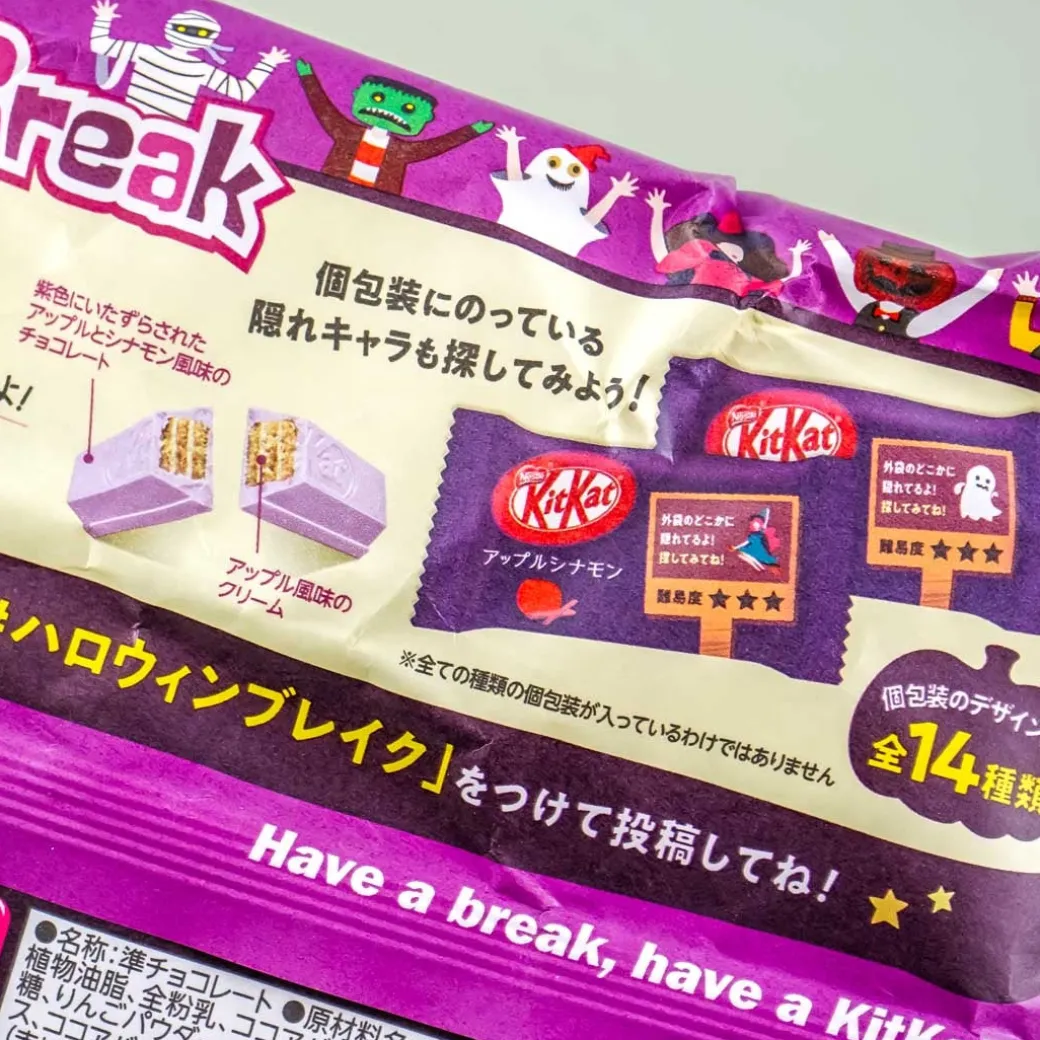 Break
紫色にいたずらされた
アップルとシナモン風味の
チョコレート
よ!
個包装にのっている
隠れキャラも探してみよう!
アップル風味の
クリーム
Nestle
KitKat
アップルシナモン
外袋のどこかに
隠れてるよ!
探してみてね!
難易度★★★
Nestle
KitKat
外袋のどこかに
隠れてるよ!
探してみてね!
難易度★★★
※全ての種類の個包装が入っているわけではありません
個包装のデザイン
全14種類
#ハロウィンブレイク」をつけて投稿してね!
Have a break, have a KitK
●名称:準チョコレート ●原材料名
植物油脂、全粉乳、ココア
糖、りんごパウダ